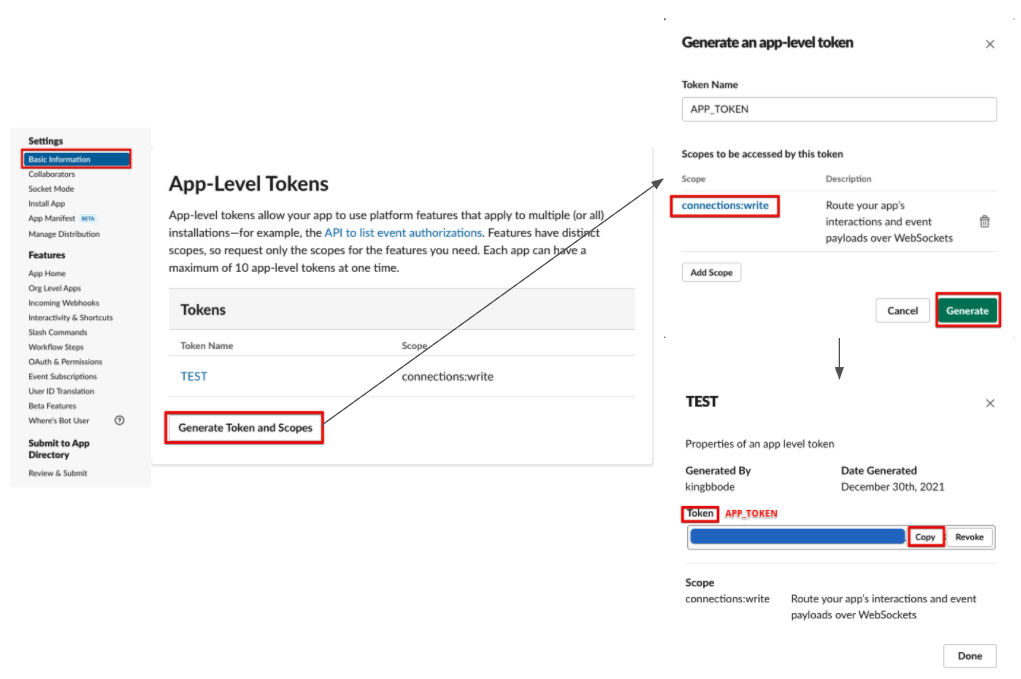 Settings
Basic Information
Collaborators
Socket Mode
Install App
App Manifest BETA
Manage Distribution
Features
App Home
Org Level Apps
Incoming Webhooks
Interactivity & Shortcuts
Slash Commands
Workflow Steps
OAuth & Permissions
Event Subscriptions
User ID Translation
Beta Features
Where's Bot User ?
Submit to App
Directory
Review & Submit
App-Level Tokens
App-level tokens allow your app to use platform features that apply to multiple (or all)
installations—for example, the API to list event authorizations. Features have distinct
scopes, so request only the scopes for the features you need. Each app can have a
maximum of 10 app-level tokens at one time.
Tokens
Token Name Scope
TEST connections:write
Generate Token and Scopes
Generate an app-level token
Token Name
APP_TOKEN
Scopes to be accessed by this token
Scope Description
connections:write Route your app's
interactions and event
payloads over WebSockets
Add Scope
Cancel Generate
TEST
Properties of an app level token
Generated By Date Generated
kingbbode December 30th, 2021
Token APP_TOKEN
Copy Revoke
Scope
connections:write Route your app's interactions and event
payloads over WebSockets
Done